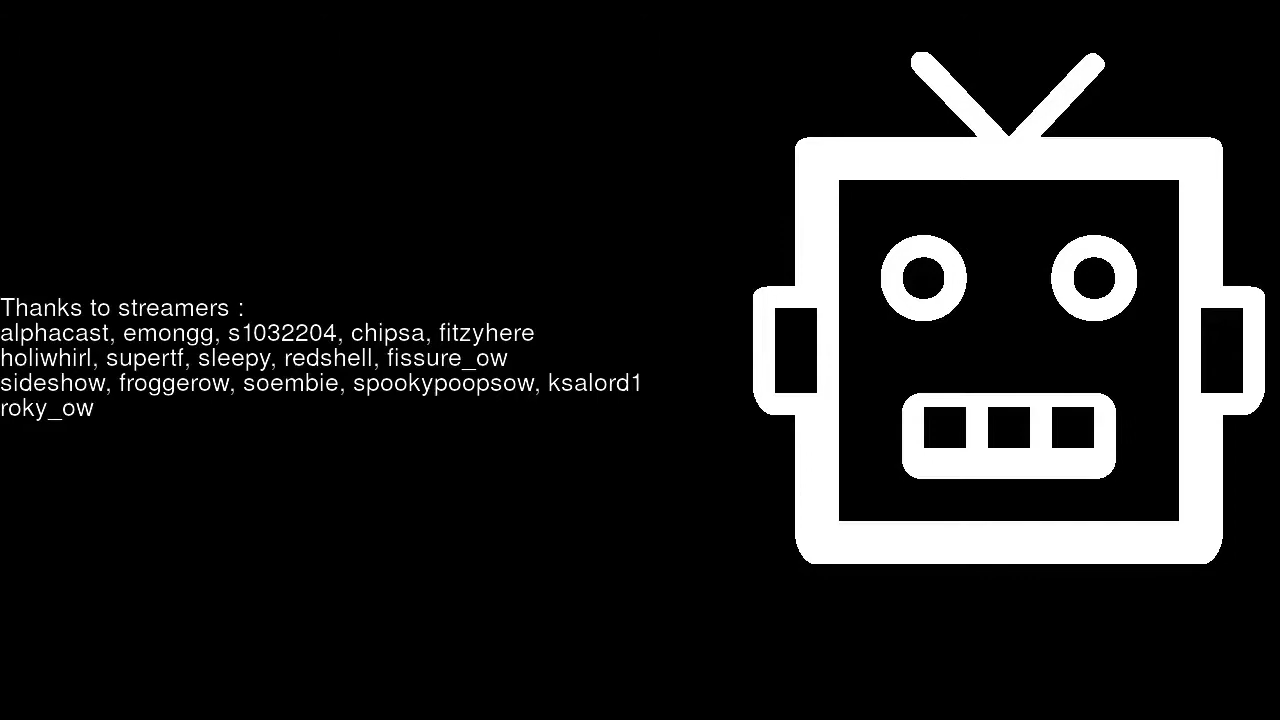 Thanks to streamers :
alphacast, emongg, s1032204, chipsa, fitzyhere
holiwhirl, supertf, sleepy, redshell, fissure_ow
sideshow, froggerow, soembie, spookypoopsow, ksalord1
roky_ow